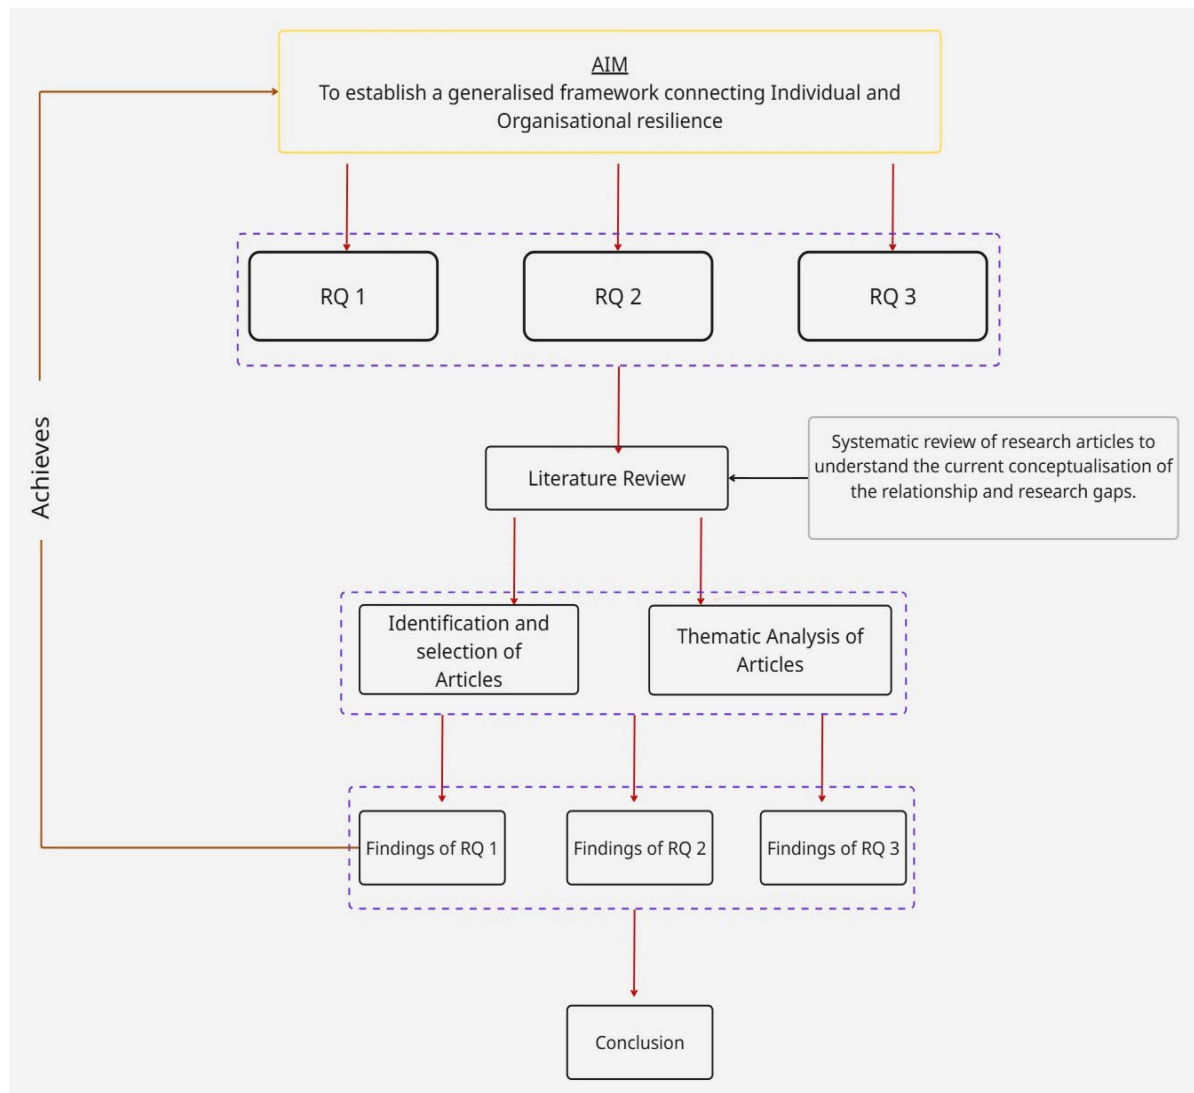 AIM
To establish a generalised framework connecting Individual and
Organisational resilience
RQ 1
RQ 2
RQ 3
Achieves
Literature Review
Systematic review of research articles to
understand the current conceptualisation of
the relationship and research gaps.
Identification and
selection of
Articles
Thematic Analysis of
Articles
Findings of RQ 1
Findings of RQ 2
Findings of RQ 3
Conclusion